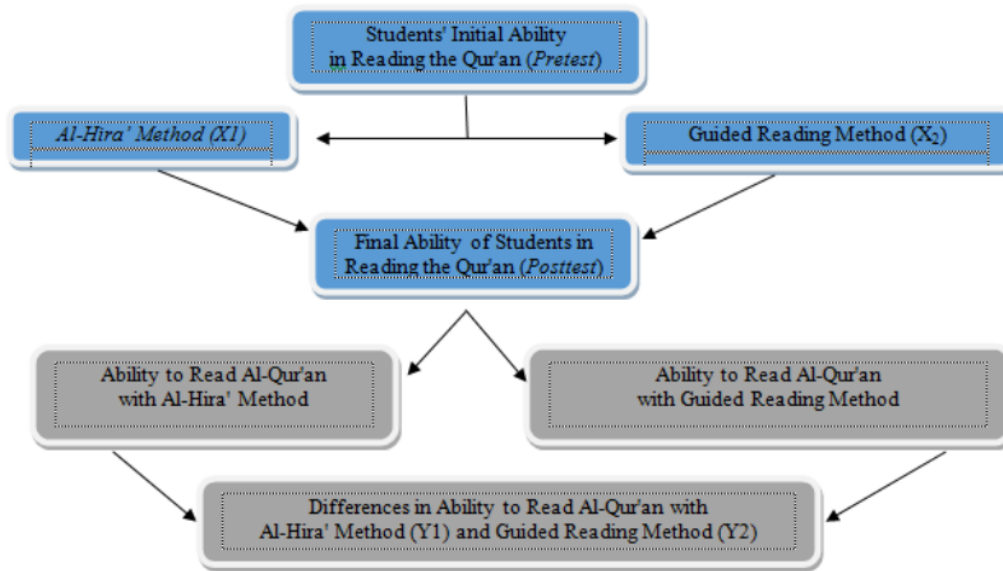 Students' Initial Ability
in Reading the Qur'an (Pretest)
Al-Hira' Method (X1)
Guided Reading Method (X₂)
Final Ability of Students in
Reading the Qur'an (Posttest)
Ability to Read Al-Qur'an
with Al-Hira' Method
Ability to Read Al-Qur'an
with Guided Reading Method
Differences in Ability to Read Al-Qur'an with
Al-Hira' Method (Y1) and Guided Reading Method (Y2)